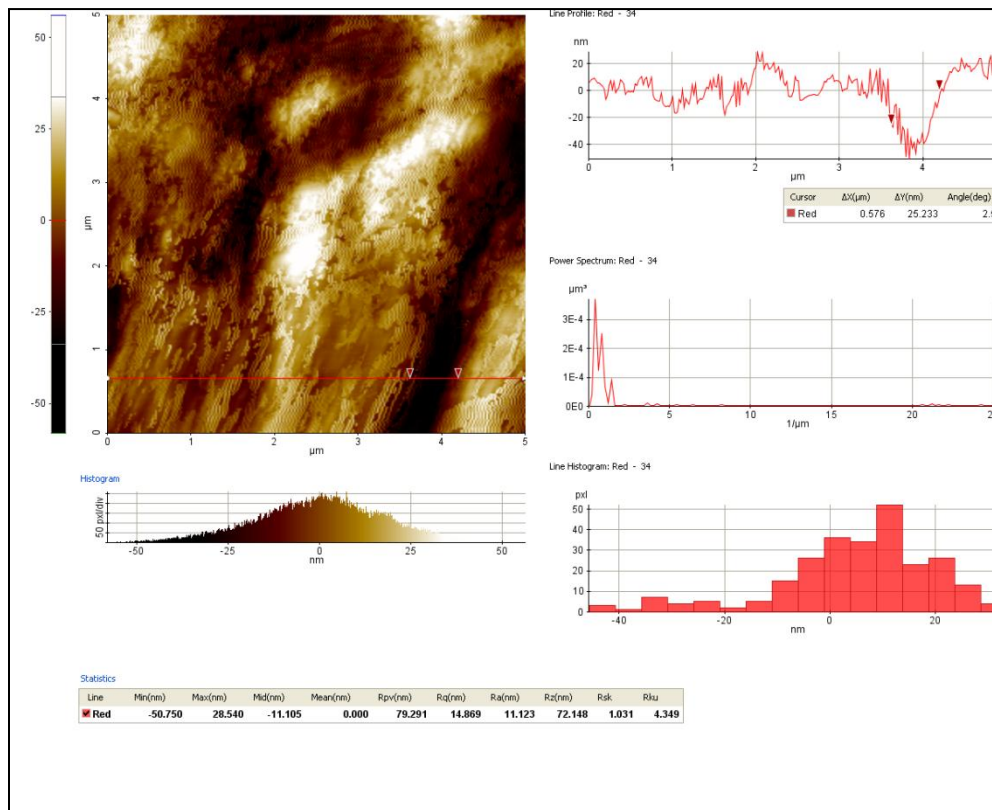 Line Profile: Red - 34
nm
20
0
-20
-40
0 1 2 3 4
µm
Cursor ΔX(µm) ΔY(nm) Angle(deg)
Red 0.576 25.233
50
25
0
-25
-50
5
4
3
2
1
0
µm
0 1 2 3 4 5
µm
Power Spectrum: Red - 34
µm³
3E-4
2E-4
1E-4
0E0
0 5 10 15 20
1/µm
Histogram
50 pxl/div
-50 -25 0 25 50
nm
Line Histogram: Red - 34
pxl
50
40
30
20
10
0
-40 -20 0 20
nm
Statistics
Line Min(nm) Max(nm) Mid(nm) Mean(nm) Rpv(nm) Rq(nm) Ra(nm) Rz(nm) Rsk Rku
Red -50.750 28.540 -11.105 0.000 79.291 14.869 11.123 72.148 1.031 4.349